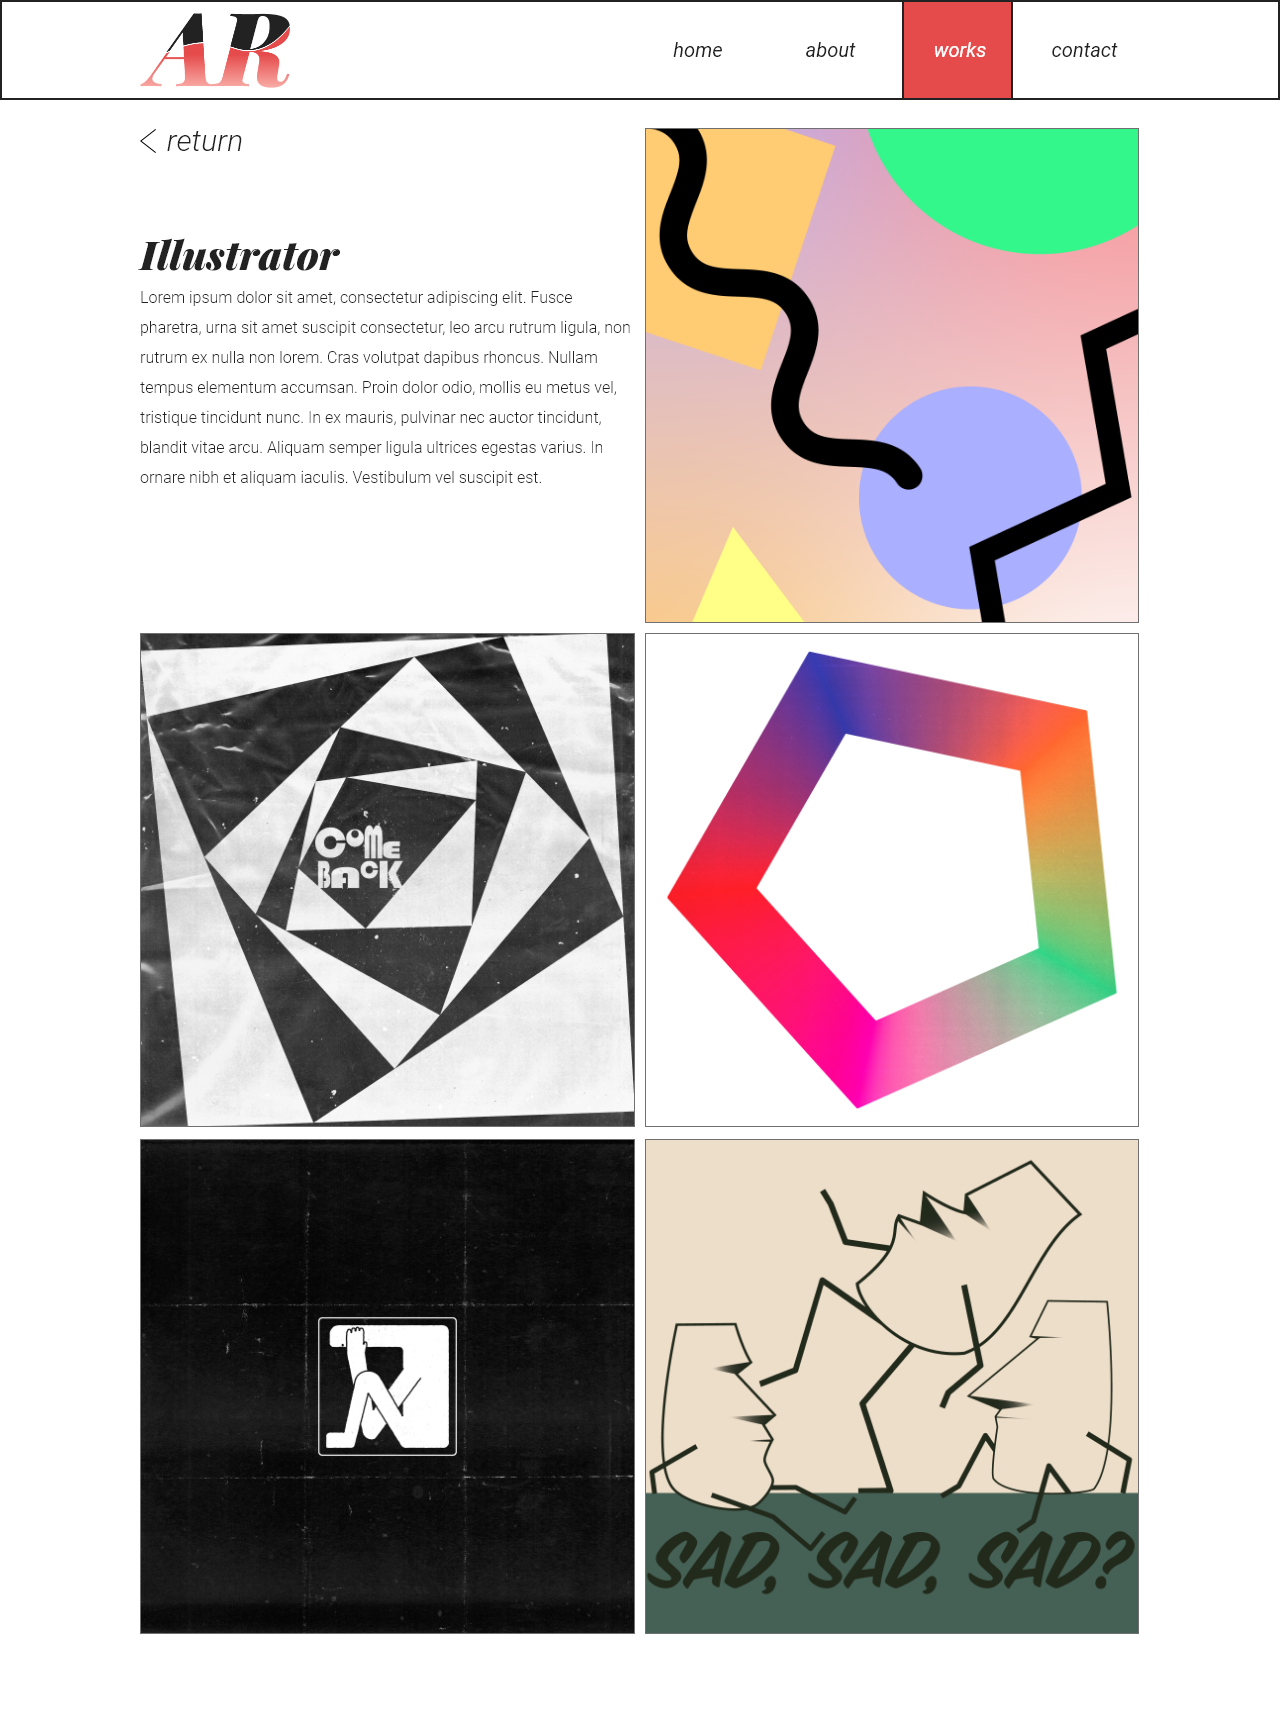 AR
home
about
works
contact
return
Illustrator
Lorem ipsum dolor sit amet, consectetur adipiscing elit. Fusce
pharetra, urna sit amet suscipit consectetur, leo arcu rutrum ligula, non
rutrum ex nulla non lorem. Cras volutpat dapibus rhoncus. Nullam
tempus elementum accumsan. Proin dolor odio, mollis eu metus vel,
tristique tincidunt nunc. In ex mauris, pulvinar nec auctor tincidunt,
blandit vitae arcu. Aliquam semper ligula ultrices egestas varius. In
ornare nibh et aliquam iaculis. Vestibulum vel suscipit est.
COME
BACK
SAD, SAD, SAD?